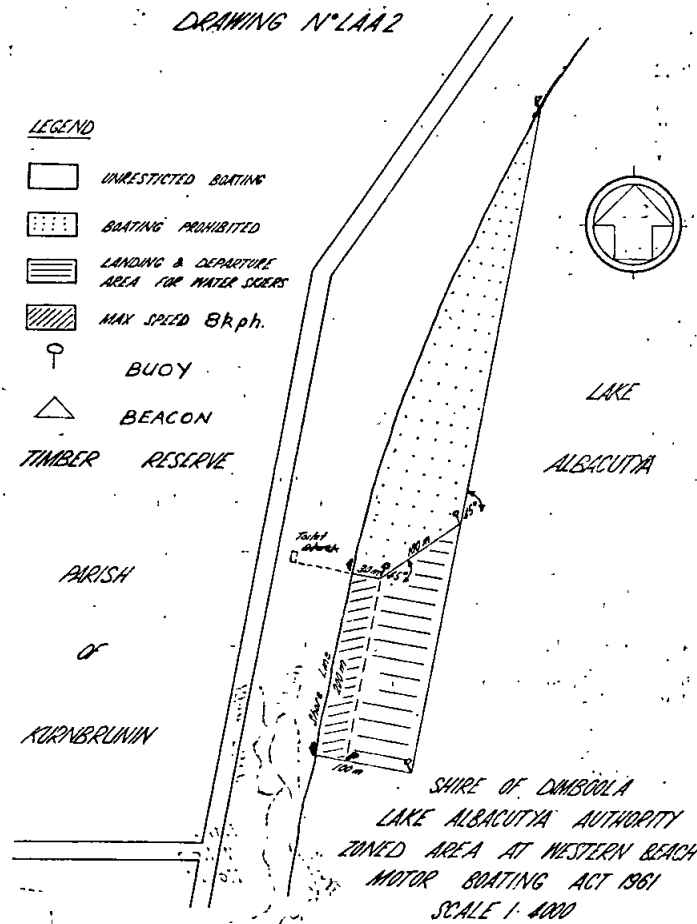 DRAWING Nº LAA2
LEGEND
UNRESTICTED BOATING
BOATING PROHIBITED
LANDING & DEPARTURE
AREA FOR WATER SKIERS
MAX SPEED 8kph.
BUOY
BEACON
TIMBER RESERVE
LAKE
ALBACUTYA
Toilet
Block
PARISH
OF
KURNBRUNIN
30m
45°
100m
45°
Shore Line
200m
100m
SHIRE OF DIMBOOLA
LAKE ALBACUTYA AUTHORITY
ZONED AREA AT WESTERN BEACH
MOTOR BOATING ACT 1961
SCALE 1:4000